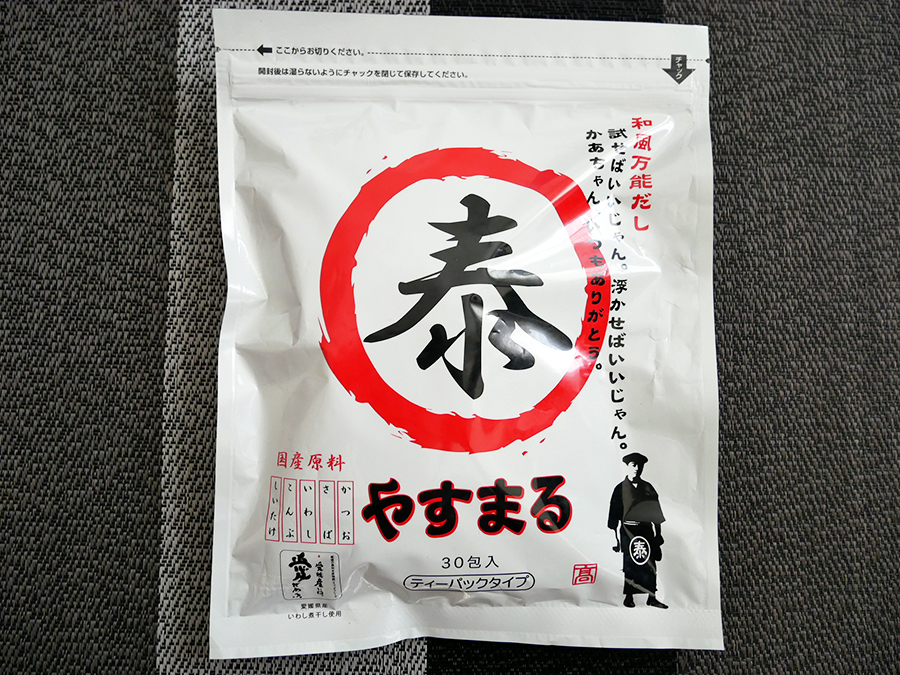 ここからお切りください。
開封後は湿らないようにチャックを閉じて保存してください。
チャック
和風万能だし
試せばいいじゃん。浮かせばいいじゃん。
かあちゃん、いつもありがとう。
泰
国産原料
かつお
さば
いわし
こんぶ
しいたけ
やすまる
30包入
ティーパックタイプ
愛媛県産
いわし煮干し使用
泰
高